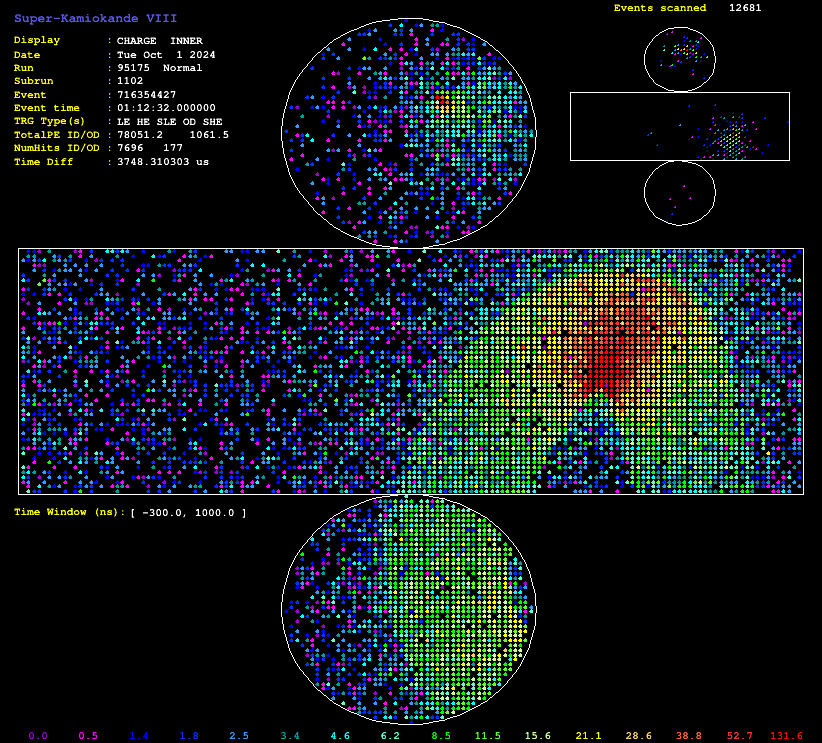 Super-Kamiokande VIII
Events scanned 12681
Display : CHARGE INNER
Date : Tue Oct 1 2024
Run : 95175 Normal
Subrun : 1102
Event : 716354427
Event time : 01:12:32.000000
TRG Type(s) : LE HE SLE OD SHE
TotalPE ID/OD : 78051.2 1061.5
NumHits ID/OD : 7696 177
Time Diff : 3748.310303 us
Time Window (ns): [ -300.0, 1000.0 ]
0.0 0.5 1.4 1.8 2.5 3.4 4.6 6.2 8.5 11.5 15.6 21.1 28.6 38.8 52.7 131.6